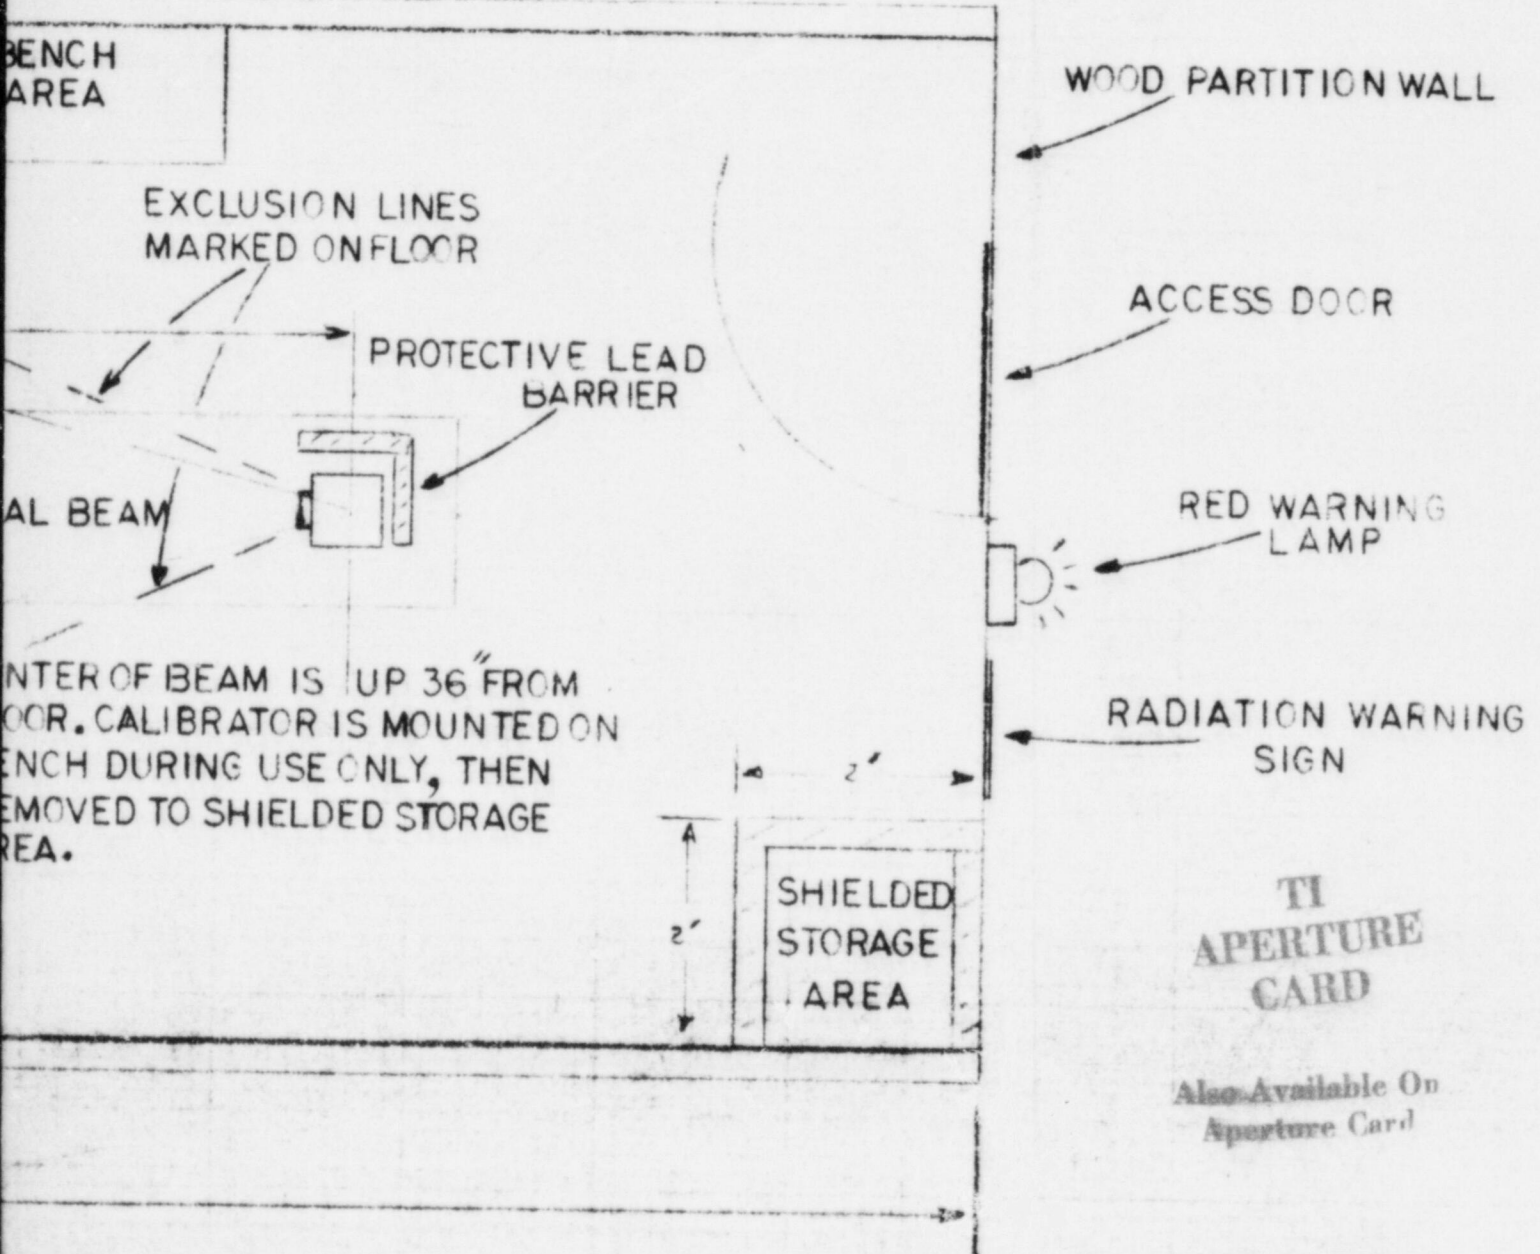 BENCH
AREA
WOOD PARTITION WALL
EXCLUSION LINES
MARKED ON FLOOR
ACCESS DOOR
PROTECTIVE LEAD
BARRIER
AL BEAM
RED WARNING
LAMP
NTER OF BEAM IS UP 36" FROM
OOR. CALIBRATOR IS MOUNTED ON
ENCH DURING USE ONLY, THEN
EMOVED TO SHIELDED STORAGE
REA.
RADIATION WARNING
SIGN
2'
2'
SHIELDED
STORAGE
AREA
TI
APERTURE
CARD
Also Available On
Aperture Card